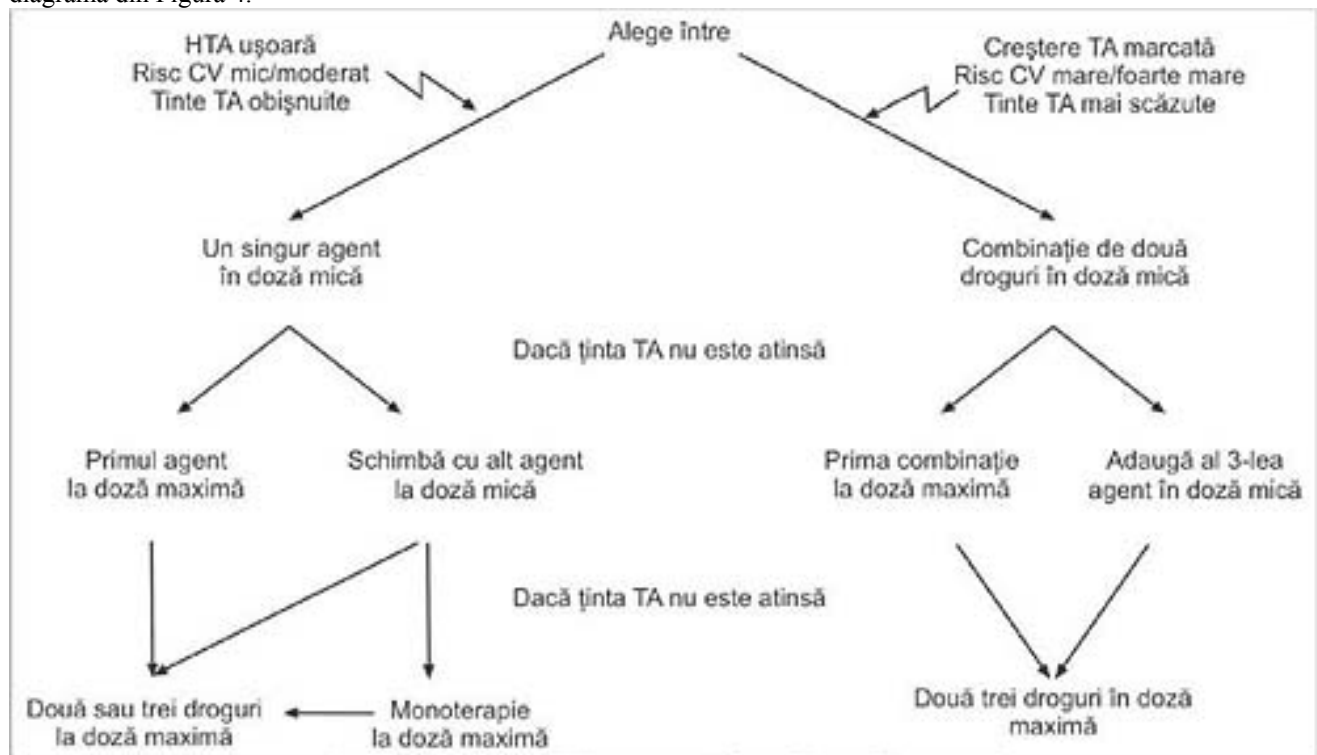 diagrama din Figura 4.
Alege între
HTA uşoară
Risc CV mic/moderat
Tinte TA obişnuite
Creştere TA marcată
Risc CV mare/foarte mare
Tinte TA mai scăzute
Un singur agent
în doză mică
Combinaţie de două
droguri în doză mică
Dacă ţinta TA nu este atinsă
Primul agent
la doză maximă
Schimbă cu alt agent
la doză mică
Prima combinaţie
la doză maximă
Adaugă al 3-lea
agent în doză mică
Dacă ţinta TA nu este atinsă
Două sau trei droguri
la doză maximă
Monoterapie
la doză maximă
Două trei droguri în doză
maximă